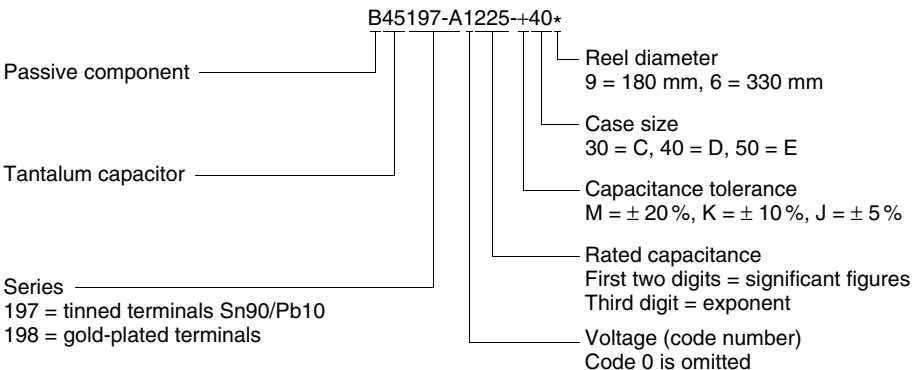 B45197-A1225-+40*
Passive component
Tantalum capacitor
Series
197 = tinned terminals Sn90/Pb10
198 = gold-plated terminals
Reel diameter
9 = 180 mm, 6 = 330 mm
Case size
30 = C, 40 = D, 50 = E
Capacitance tolerance
M = ± 20 %, K = ± 10 %, J = ± 5 %
Rated capacitance
First two digits = significant figures
Third digit = exponent
Voltage (code number)
Code 0 is omitted